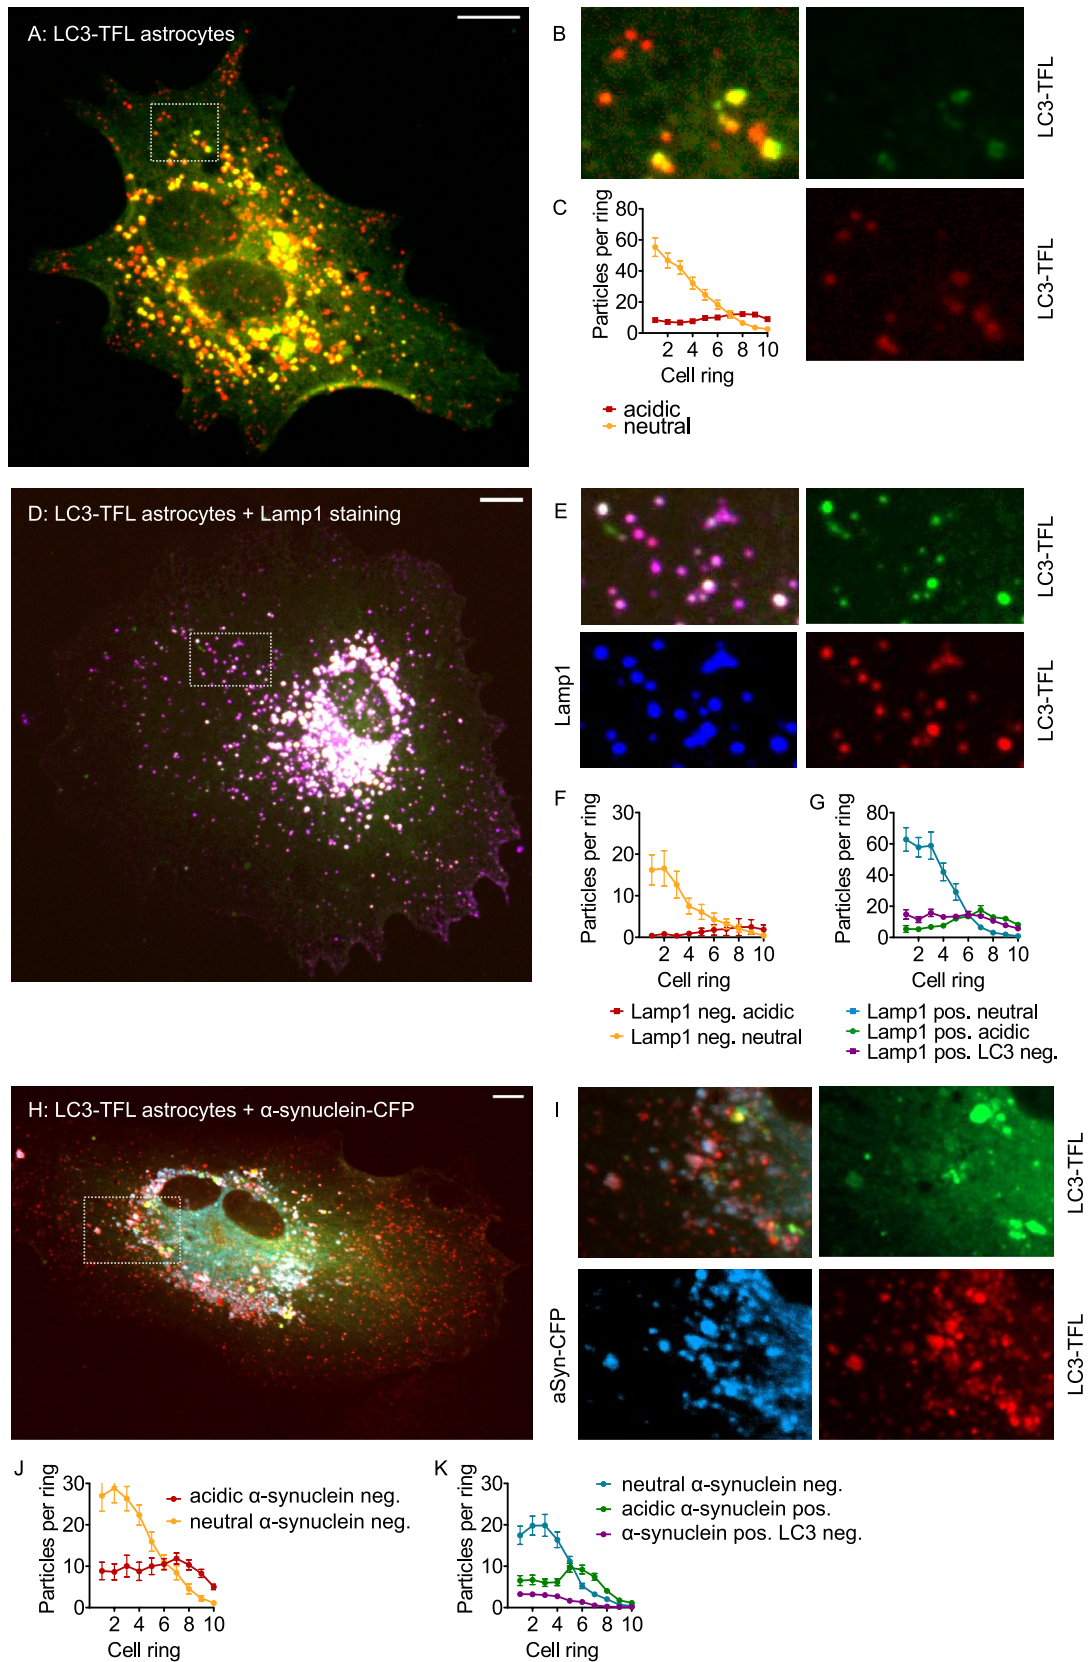 A: LC3-TFL astrocytes
B
LC3-TFL
C
Particles per ring
80
60
40
20
0
2 4 6 8 10
Cell ring
acidic
neutral
LC3-TFL
D: LC3-TFL astrocytes + Lamp1 staining
E
LC3-TFL
Lamp1
LC3-TFL
F
Particles per ring
30
20
10
0
2 4 6 8 10
Cell ring
Lamp1 neg. acidic
Lamp1 neg. neutral
G
Particles per ring
80
60
40
20
0
2 4 6 8 10
Cell ring
Lamp1 pos. neutral
Lamp1 pos. acidic
Lamp1 pos. LC3 neg.
H: LC3-TFL astrocytes + α-synuclein-CFP
I
LC3-TFL
aSyn-CFP
LC3-TFL
J
Particles per ring
30
20
10
0
2 4 6 8 10
Cell ring
acidic α-synuclein neg.
neutral α-synuclein neg.
K
Particles per ring
30
20
10
0
2 4 6 8 10
Cell ring
neutral α-synuclein neg.
acidic α-synuclein pos.
α-synuclein pos. LC3 neg.